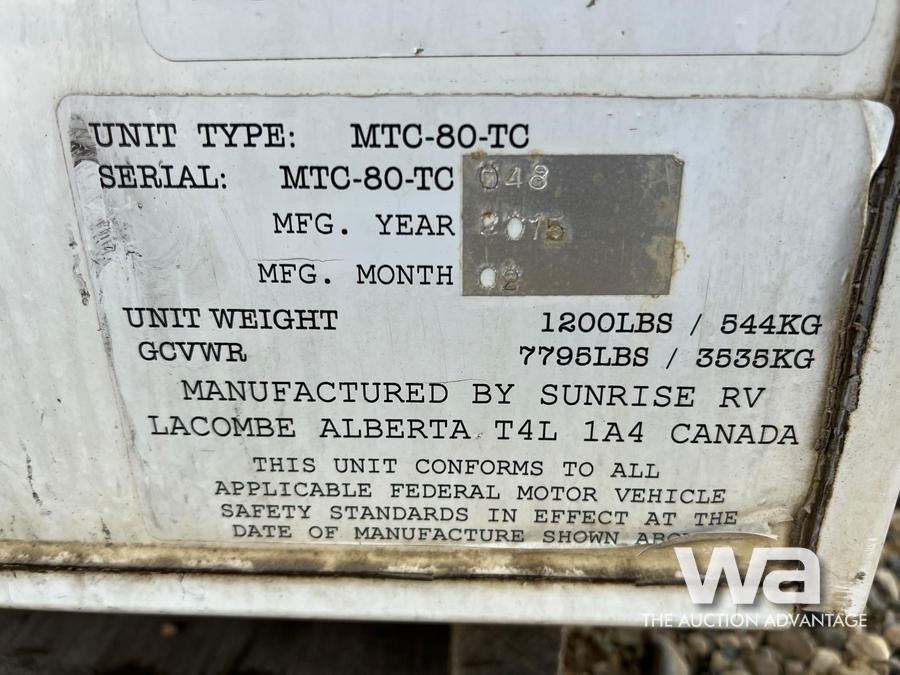 UNIT TYPE: MTC-80-TC
SERIAL: MTC-80-TC 048
MFG. YEAR 2015
MFG. MONTH 02
UNIT WEIGHT 1200LBS / 544KG
GCVWR 7795LBS / 3535KG
MANUFACTURED BY SUNRISE RV
LACOMBE ALBERTA T4L 1A4 CANADA
THIS UNIT CONFORMS TO ALL
APPLICABLE FEDERAL MOTOR VEHICLE
SAFETY STANDARDS IN EFFECT AT THE
DATE OF MANUFACTURE SHOWN ABOVE
wa
THE AUCTION ADVANTAGE